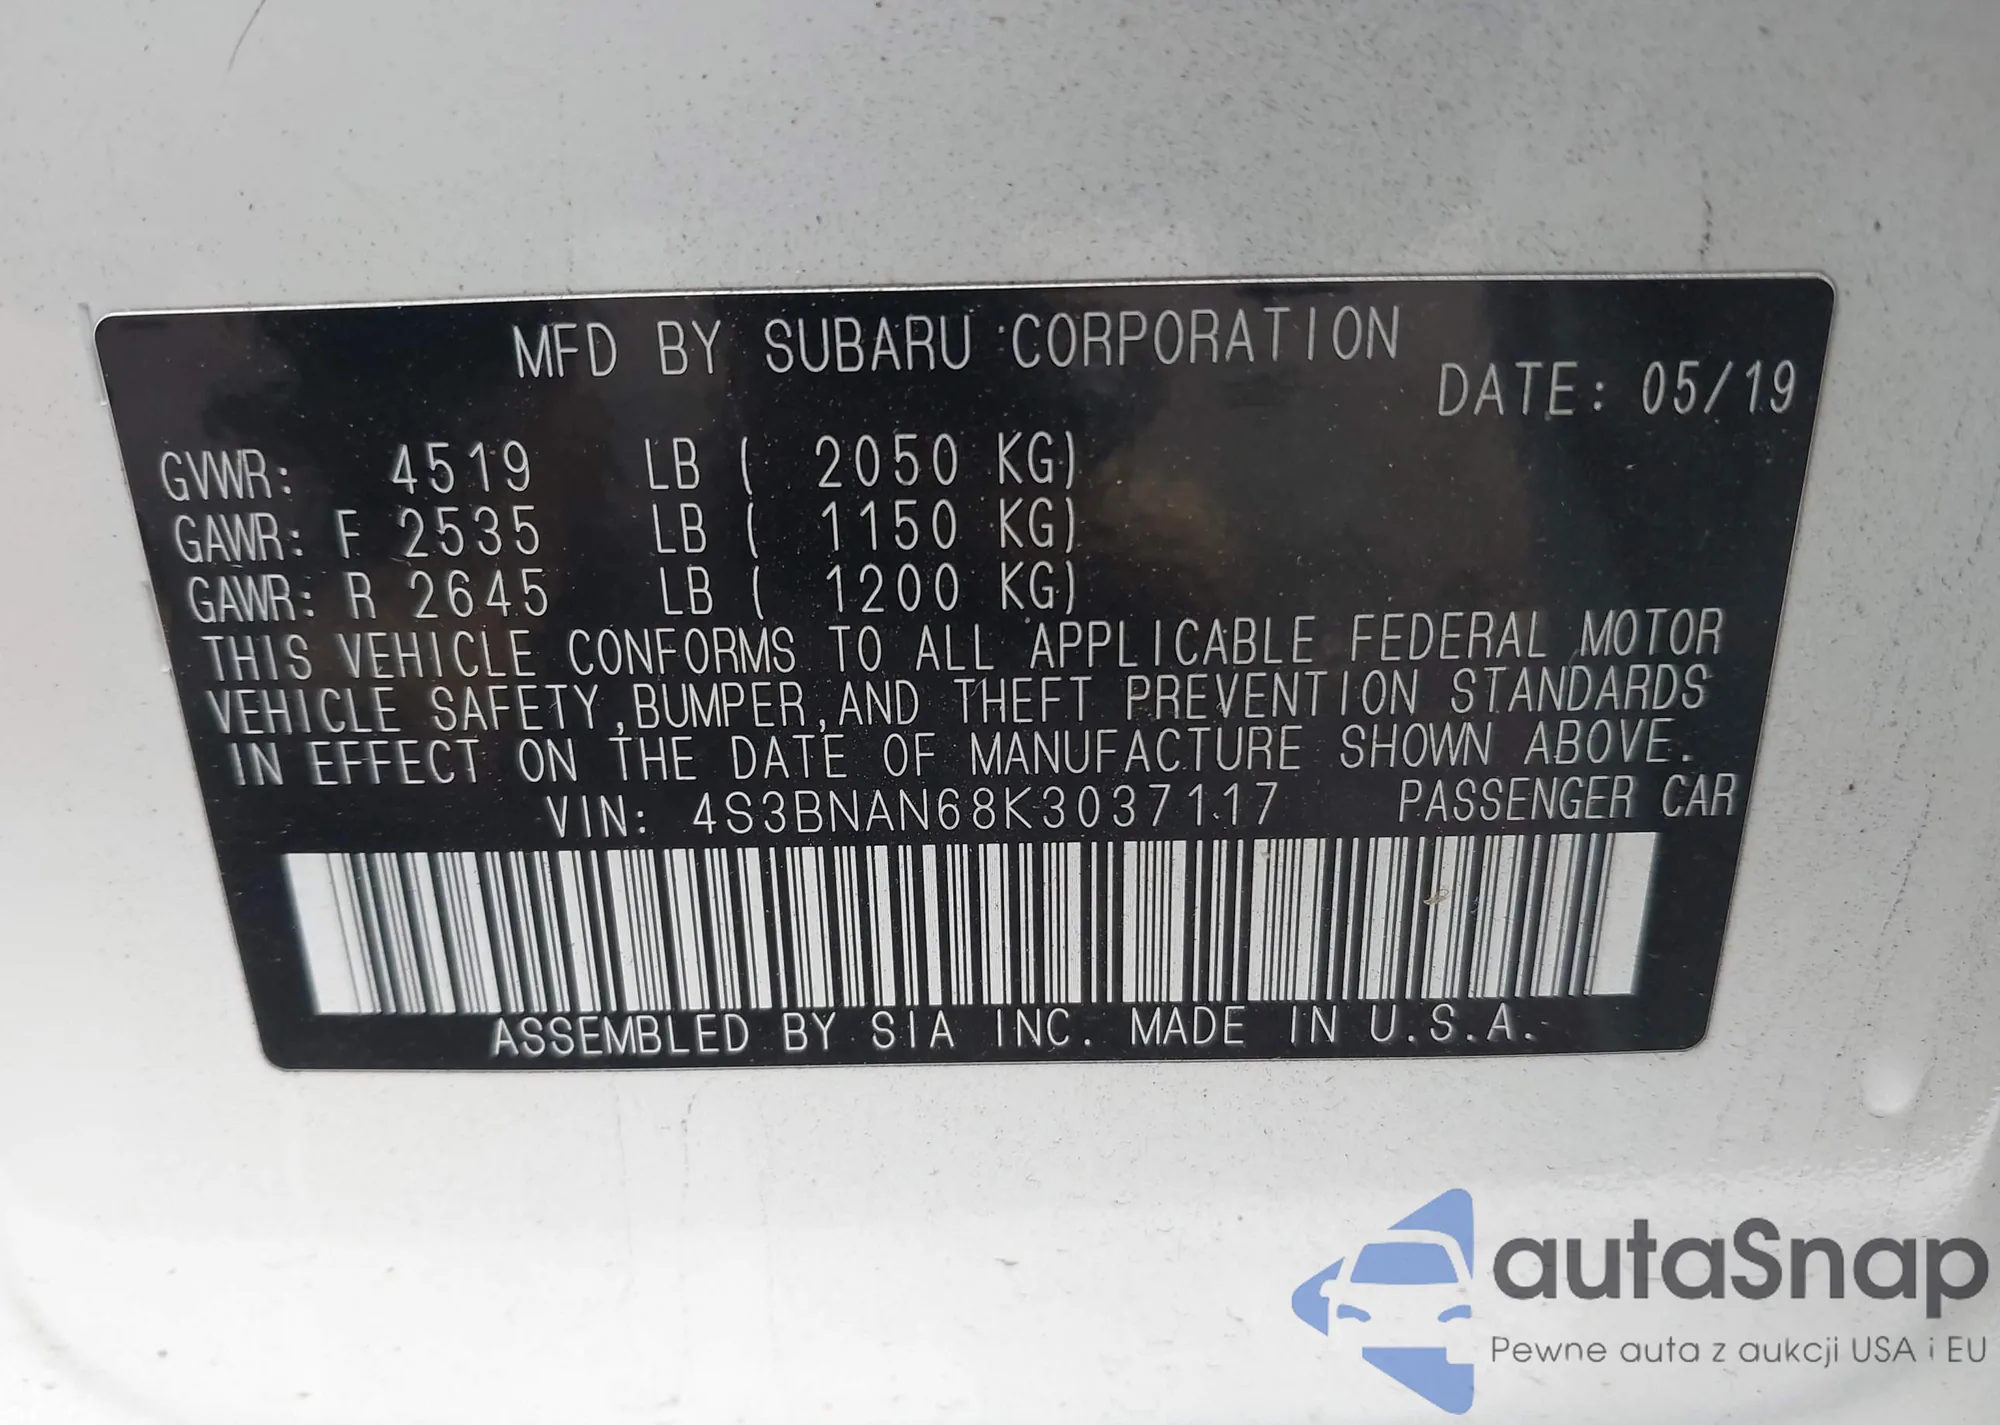 MFD BY SUBARU CORPORATION
DATE: 05/19
GVWR: 4519 LB ( 2050 KG)
GAWR: F 2535 LB ( 1150 KG)
GAWR: R 2645 LB ( 1200 KG)
THIS VEHICLE CONFORMS TO ALL APPLICABLE FEDERAL MOTOR
VEHICLE SAFETY,BUMPER,AND THEFT PREVENTION STANDARDS
IN EFFECT ON THE DATE OF MANUFACTURE SHOWN ABOVE.
VIN: 4S3BNAN68K3037117 PASSENGER CAR
ASSEMBLED BY SIA INC. MADE IN U.S.A.
autaSnap
Pewne auta z aukcji USA i EU